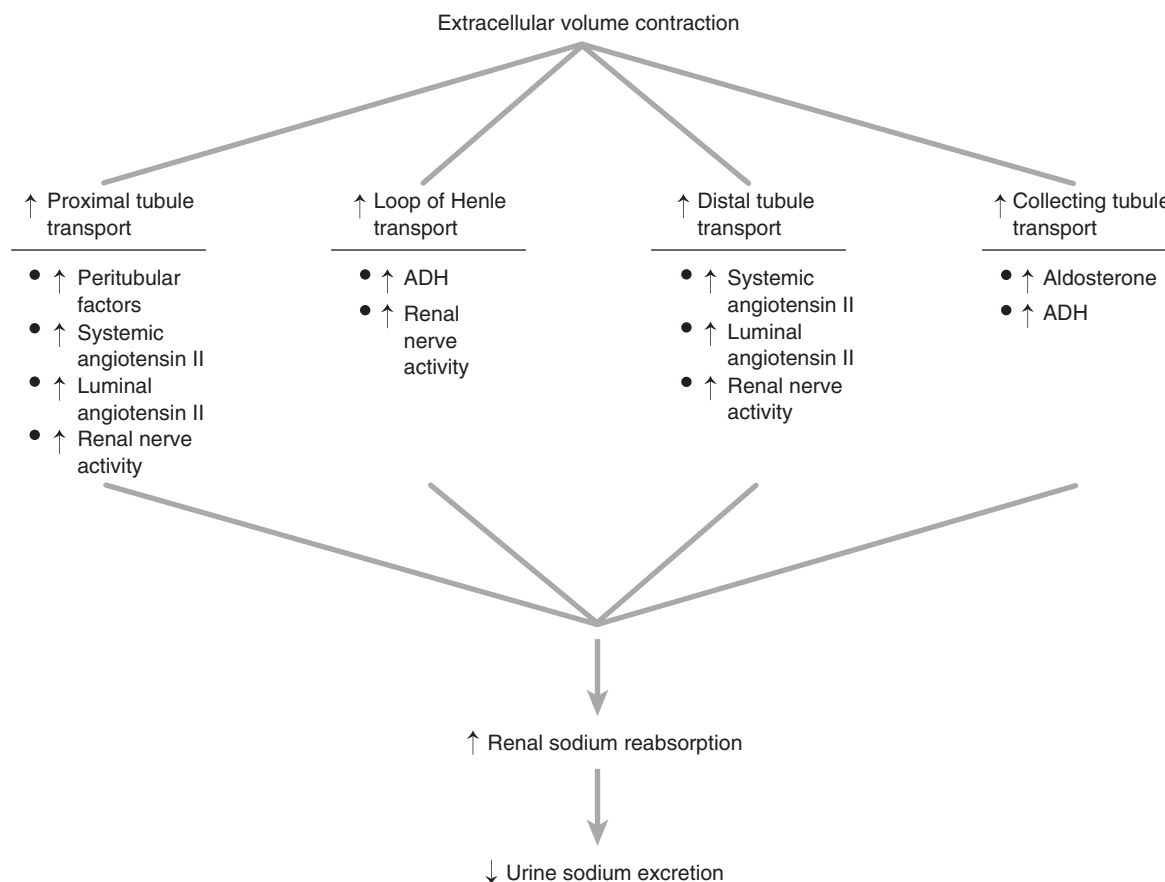 Extracellular volume contraction
↑ Proximal tubule
transport
● ↑ Peritubular
factors
● ↑ Systemic
angiotensin II
● ↑ Luminal
angiotensin II
● ↑ Renal nerve
activity
↑ Loop of Henle
transport
● ↑ ADH
● ↑ Renal
nerve
activity
↑ Distal tubule
transport
● ↑ Systemic
angiotensin II
● ↑ Luminal
angiotensin II
● ↑ Renal nerve
activity
↑ Collecting tubule
transport
● ↑ Aldosterone
● ↑ ADH
↑ Renal sodium reabsorption
↓ Urine sodium excretion